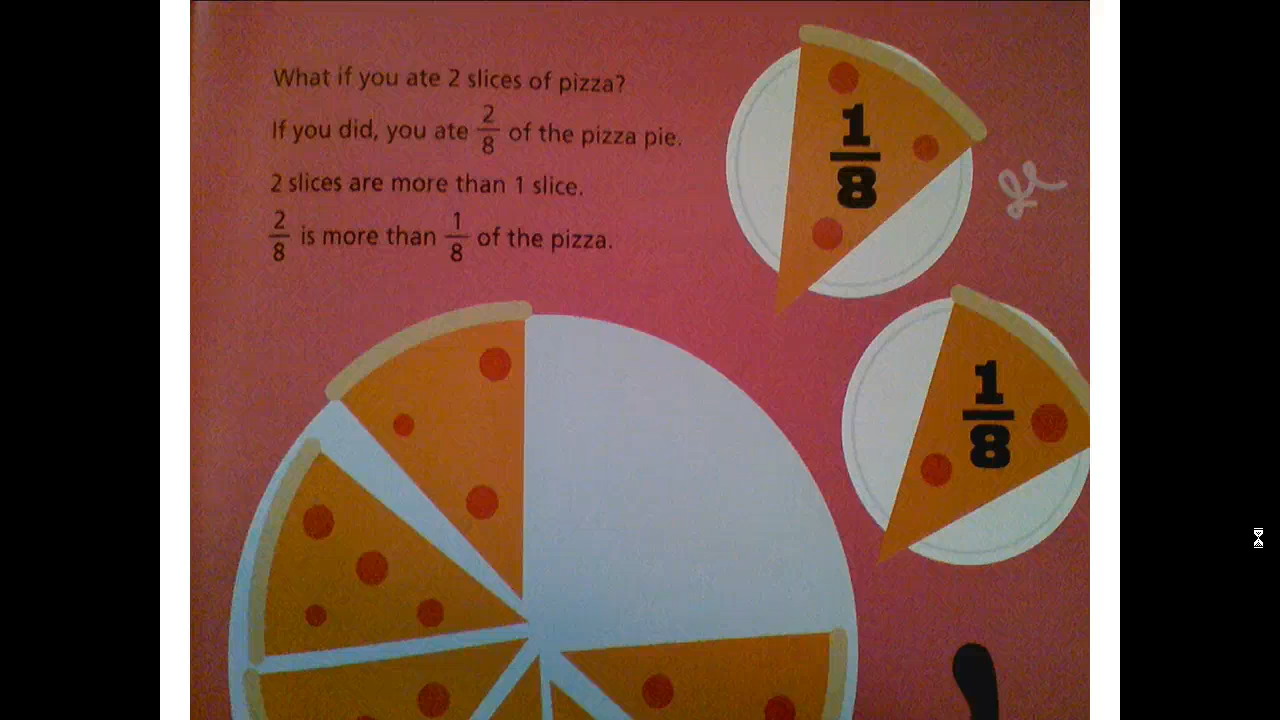 What if you ate 2 slices of pizza?
If you did, you ate 2/8 of the pizza pie.
2 slices are more than 1 slice.
2/8 is more than 1/8 of the pizza.
1/8
1/8